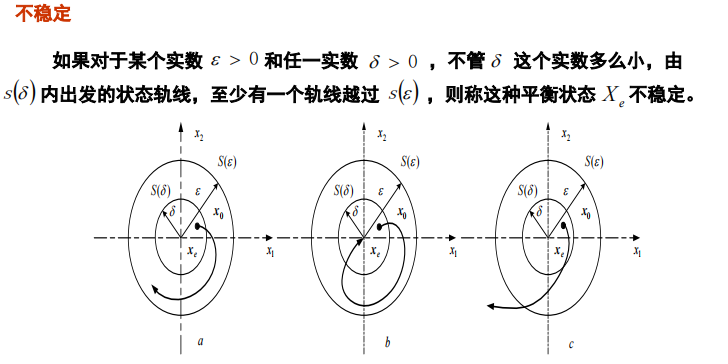 不稳定
如果对于某个实数 ε > 0 和任一实数 δ > 0 ，不管 δ 这个实数多么小，由
s(δ) 内出发的状态轨线，至少有一个轨线越过 s(ε) ，则称这种平衡状态 Xₑ 不稳定。
x₂ x₂ x₂
S(ε) S(ε) S(ε)
S(δ) ε S(δ) ε S(δ) ε
δ x₀ δ x₀ δ x₀
xₑ x₁ xₑ x₁ xₑ x₁
a b c